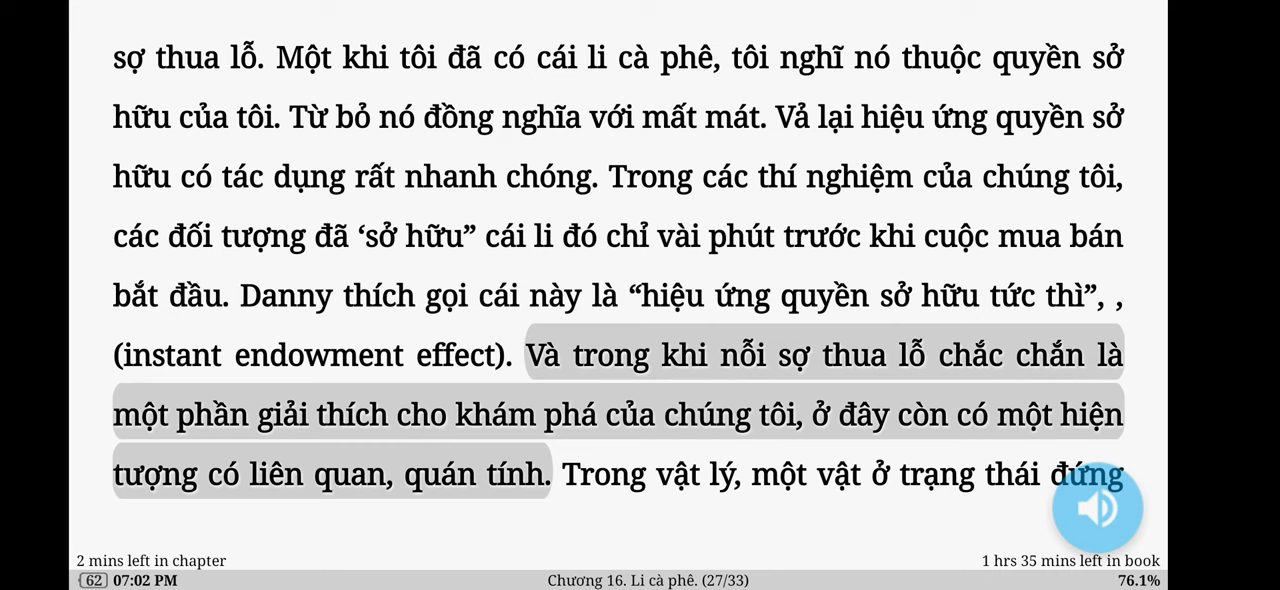 sợ thua lỗ. Một khi tôi đã có cái li cà phê, tôi nghĩ nó thuộc quyền sở
hữu của tôi. Từ bỏ nó đồng nghĩa với mất mát. Vả lại hiệu ứng quyền sở
hữu có tác dụng rất nhanh chóng. Trong các thí nghiệm của chúng tôi,
các đối tượng đã ‘sở hữu” cái li đó chỉ vài phút trước khi cuộc mua bán
bắt đầu. Danny thích gọi cái này là “hiệu ứng quyền sở hữu tức thì”, ,
(instant endowment effect). Và trong khi nỗi sợ thua lỗ chắc chắn là
một phần giải thích cho khám phá của chúng tôi, ở đây còn có một hiện
tượng có liên quan, quán tính. Trong vật lý, một vật ở trạng thái đứng
2 mins left in chapter 1 hrs 35 mins left in book
62 07:02 PM Chương 16. Li cà phê. (27/33) 76.1%